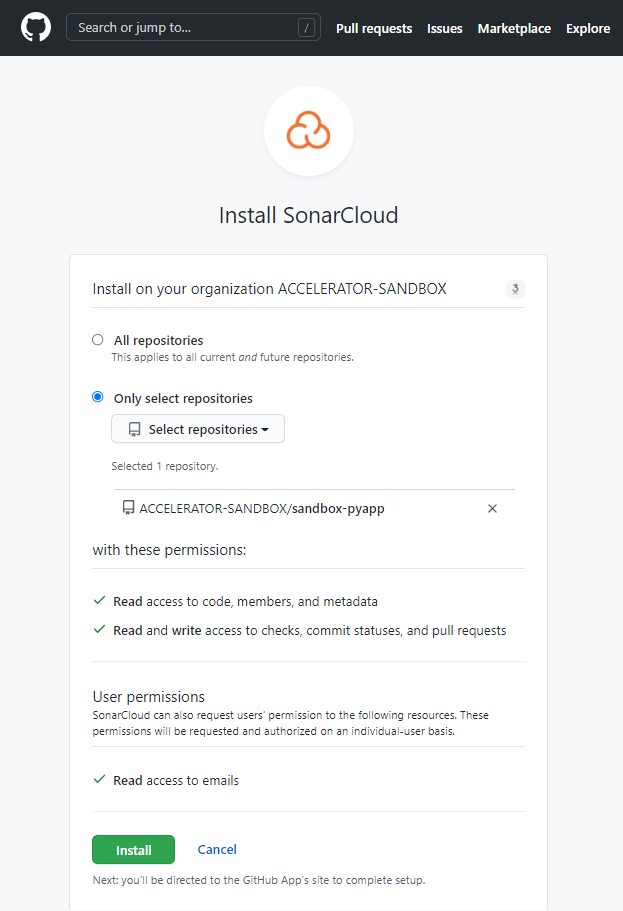 Search or jump to... /
Pull requests Issues Marketplace Explore
Install SonarCloud
Install on your organization ACCELERATOR-SANDBOX
All repositories
This applies to all current and future repositories.
Only select repositories
Select repositories
Selected 1 repository.
ACCELERATOR-SANDBOX/sandbox-pyapp
with these permissions:
Read access to code, members, and metadata
Read and write access to checks, commit statuses, and pull requests
User permissions
SonarCloud can also request users' permission to the following resources. These
permissions will be requested and authorized on an individual-user basis.
Read access to emails
Install Cancel
Next: you'll be directed to the GitHub App's site to complete setup.